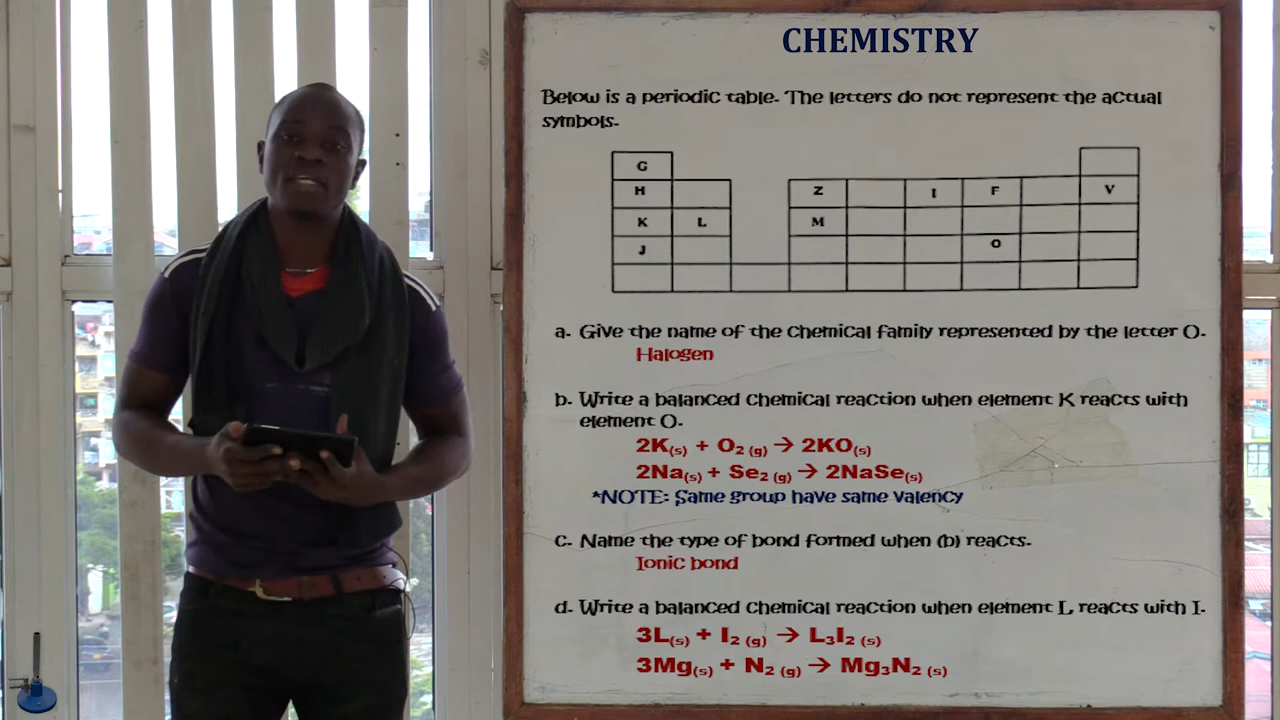 CHEMISTRY
Below is a periodic table. The letters do not represent the actual
symbols.
G
H Z I F V
K L M
J O
a. Give the name of the chemical family represented by the letter O.
Halogen
b. Write a balanced chemical reaction when element K reacts with
element O.
2K(s) + O₂ (g) → 2KO(s)
2Na(s) + Se₂ (g) → 2NaSe(s)
*NOTE: Same group have same valency
c. Name the type of bond formed when (b) reacts.
Ionic bond
d. Write a balanced chemical reaction when element L reacts with I.
3L(s) + I₂ (g) → L₃I₂ (s)
3Mg(s) + N₂ (g) → Mg₃N₂ (s)